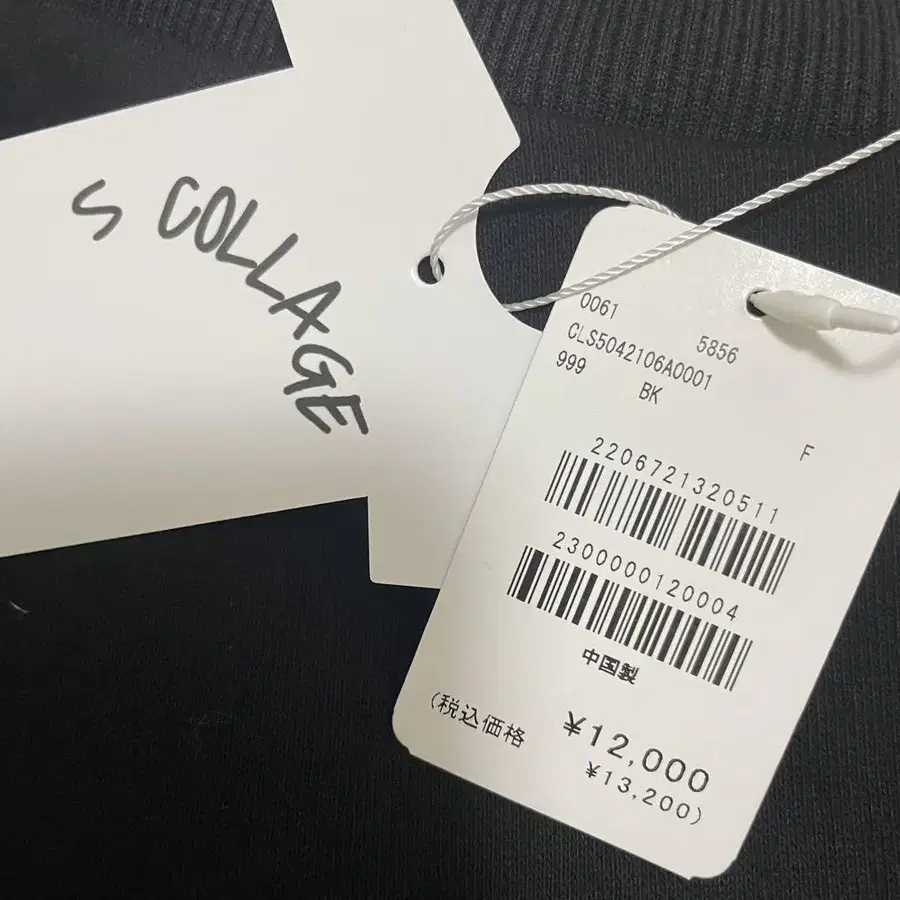 S COLLAGE
0061
5856
CLS5042106A0001
999 BK
F
2206721320511
2300000120004
中国製
¥12,000
(税込価格 ¥13,200)